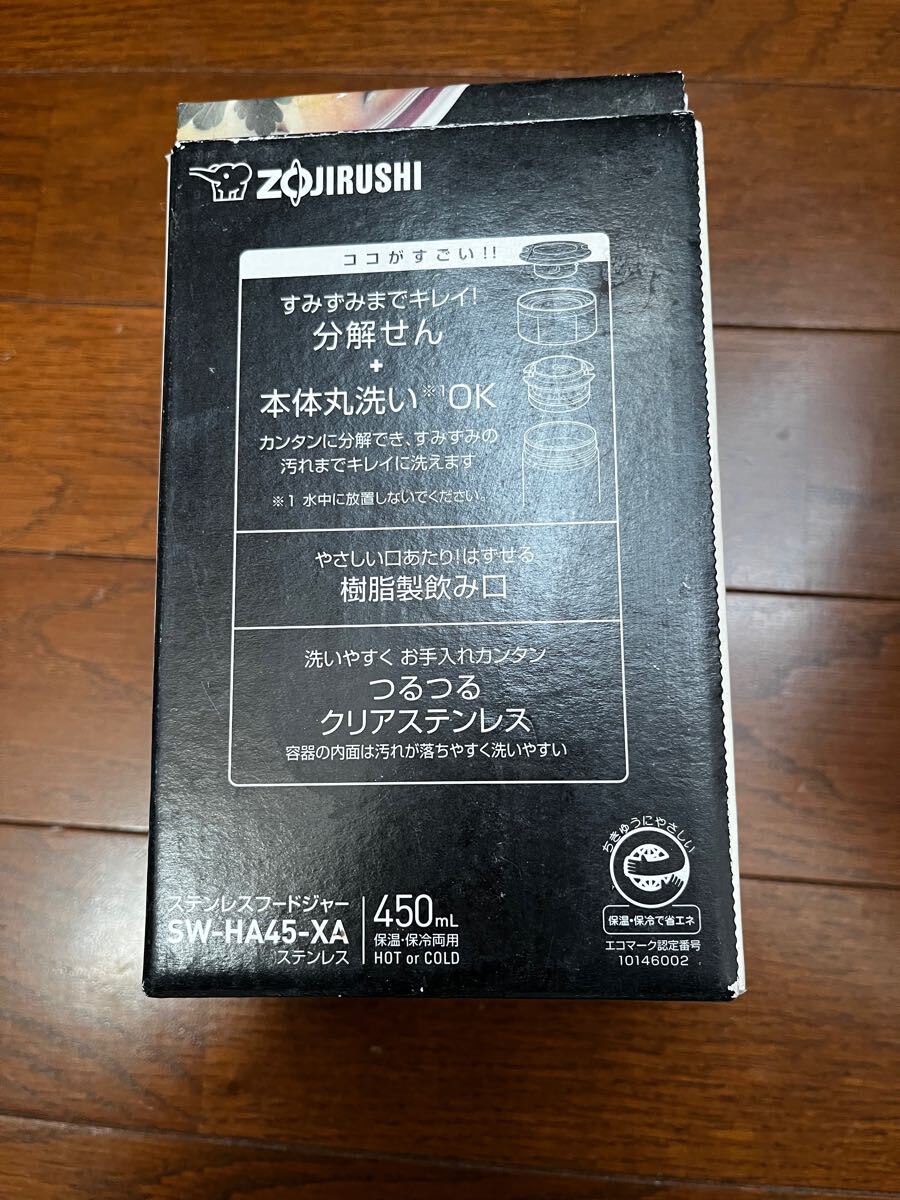 ZOJIRUSHI
ココがすごい!!
すみずみまでキレイ!
分解せん
+
本体丸洗い※1OK
カンタンに分解でき、すみずみの
汚れまでキレイに洗えます
※1 水中に放置しないでください。
やさしい口あたり!はずせる
樹脂製飲み口
洗いやすく お手入れカンタン
つるつる
クリアステンレス
容器の内面は汚れが落ちやすく洗いやすい
ステンレスフードジャー
SW-HA45-XA
ステンレス
450mL
保温・保冷両用
HOT or COLD
ちきゅうにやさしい
保温・保冷で省エネ
エコマーク認定番号
10146002